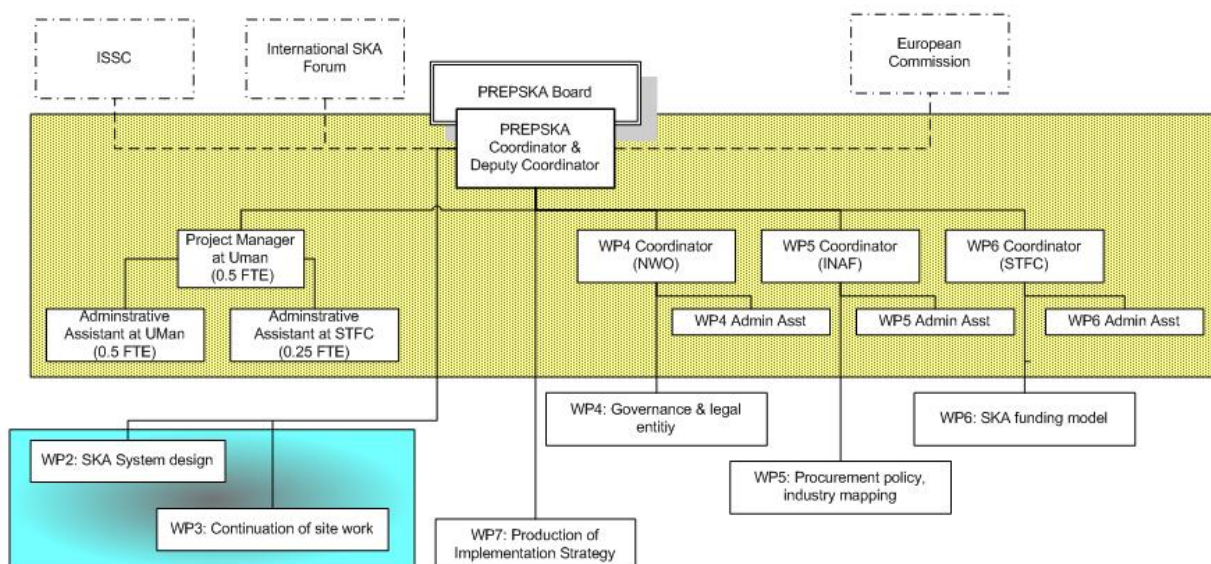 ISSC
International SKA
Forum
European
Commission
PREPSKA Board
PREPSKA
Coordinator &
Deputy Coordinator
Project Manager
at Uman
(0.5 FTE)
WP4 Coordinator
(NWO)
WP5 Coordinator
(INAF)
WP6 Coordinator
(STFC)
Adminstrative
Assistant at UMan
(0.5 FTE)
Adminstrative
Assistant at STFC
(0.25 FTE)
WP4 Admin Asst
WP5 Admin Asst
WP6 Admin Asst
WP4: Governance & legal
entitiy
WP6: SKA funding model
WP2: SKA System design
WP5: Procurement policy,
industry mapping
WP3: Continuation of site work
WP7: Production of
Implementation Strategy